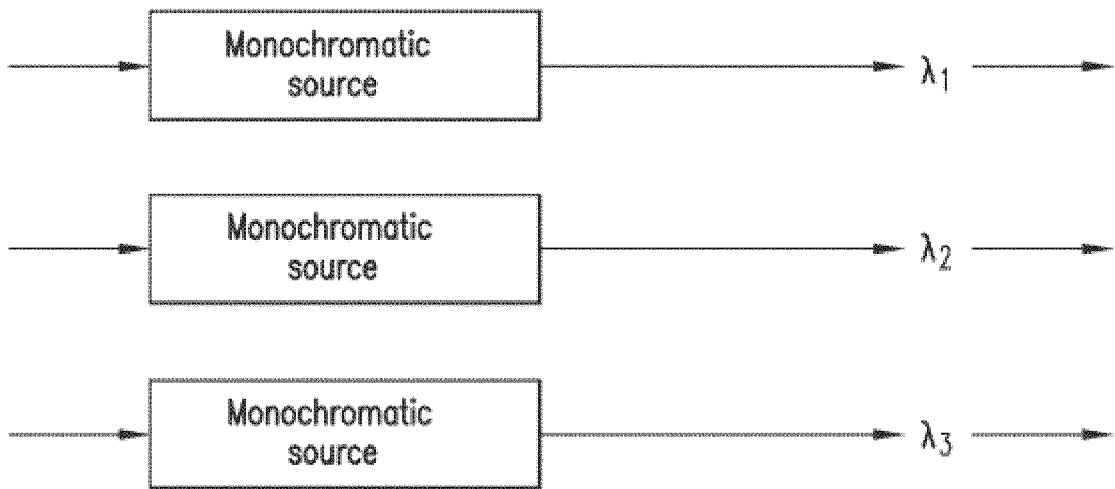 Monochromatic
source
λ1
Monochromatic
source
λ2
Monochromatic
source
λ3